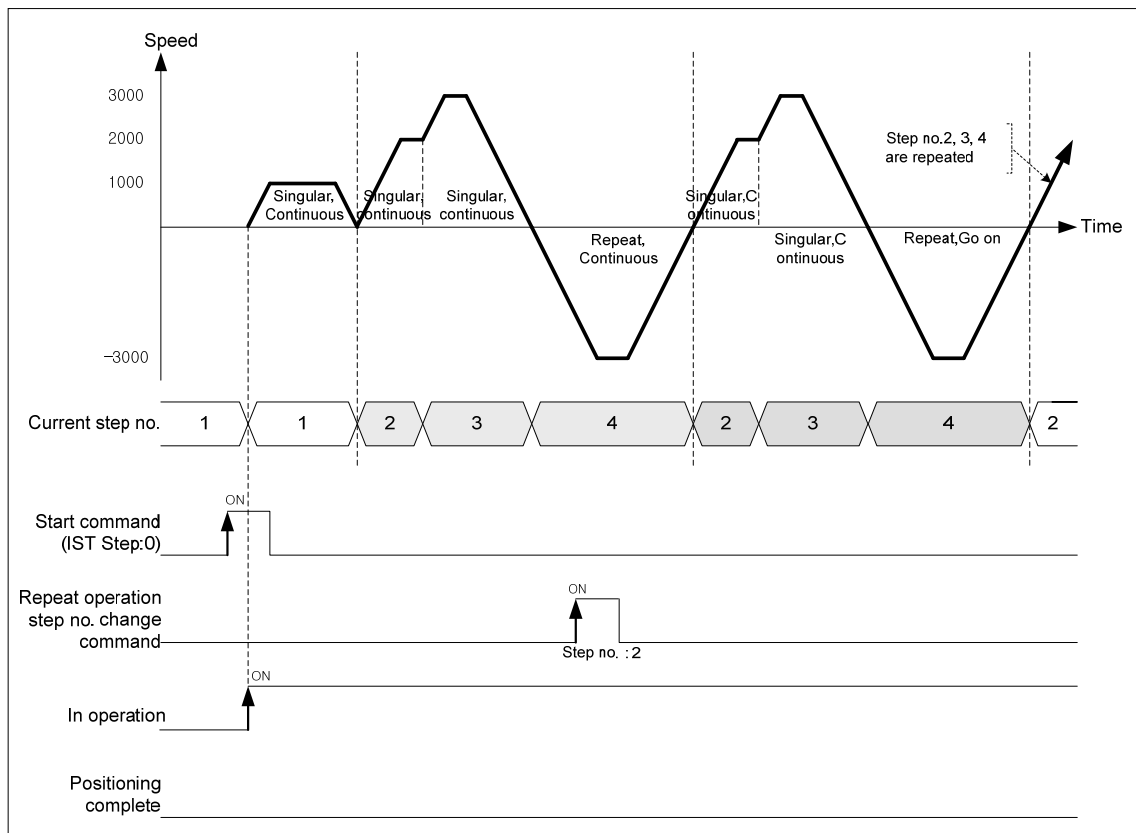 Speed
3000
2000
1000
-3000
Singular,
Continuous
Singular,
continuous
Singular,
continuous
Repeat,
Continuous
Singular,C
ontinuous
Singular,C
ontinuous
Repeat,Go on
Step no.2, 3, 4
are repeated
Time
Current step no.
1
1
2
3
4
2
3
4
2
Start command
(IST Step:0)
ON
Repeat operation
step no. change
command
ON
Step no. :2
In operation
ON
Positioning
complete